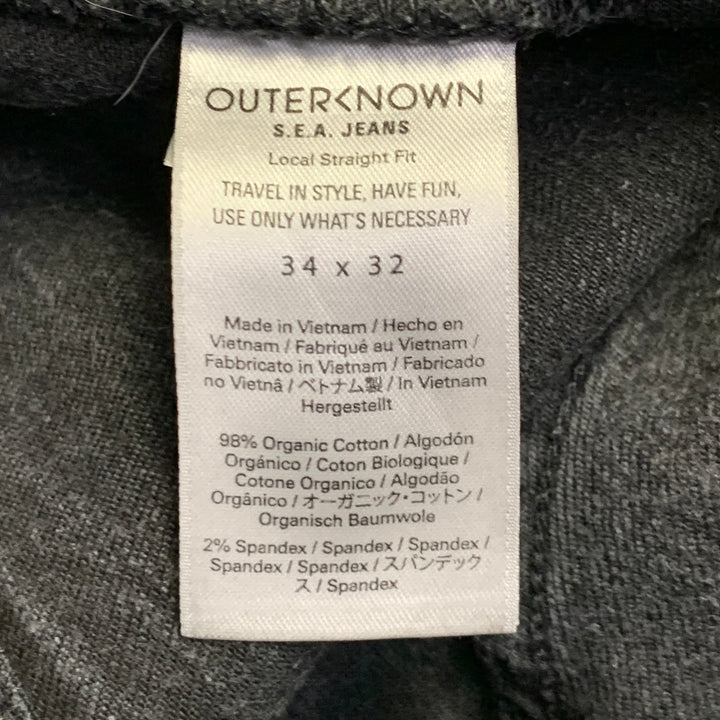 OUTERKNOWN
S.E.A. JEANS
Local Straight Fit
TRAVEL IN STYLE, HAVE FUN,
USE ONLY WHAT'S NECESSARY
34 x 32
Made in Vietnam / Hecho en
Vietnam / Fabriqué au Vietnam /
Fabbricato in Vietnam / Fabricado
no Vietnâ / ベトナム製 / In Vietnam
Hergestellt
98% Organic Cotton / Algodón
Orgánico / Coton Biologique /
Cotone Organico / Algodão
Orgânico / オーガニック・コットン /
Organisch Baumwole
2% Spandex / Spandex / Spandex /
Spandex / Spandex / スパンデック
ス / Spandex